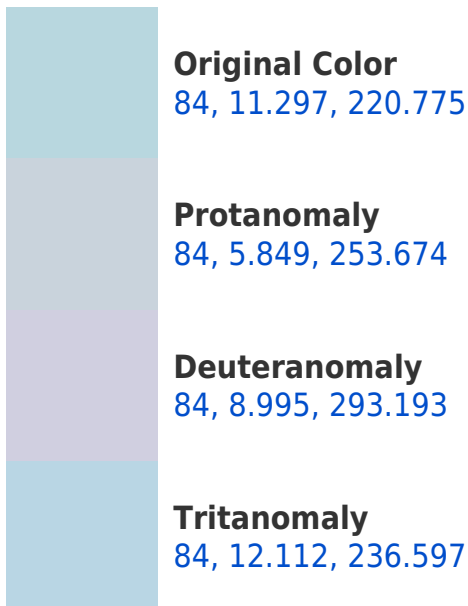 Original Color
84, 11.297, 220.775
Protanomaly
84, 5.849, 253.674
Deuteranomaly
84, 8.995, 293.193
Tritanomaly
84, 12.112, 236.597